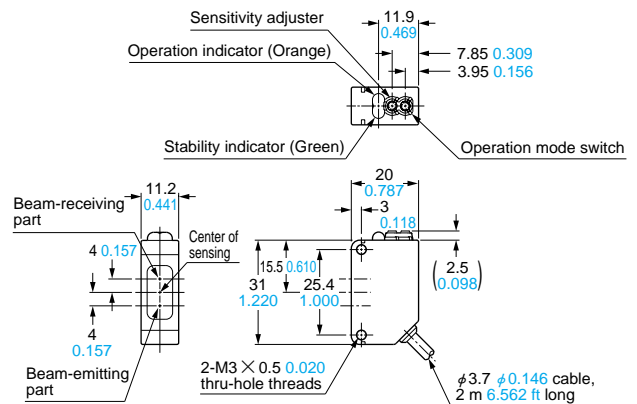 Sensitivity adjuster
11.9
0.469
Operation indicator (Orange)
7.85 0.309
3.95 0.156
Stability indicator (Green)
Operation mode switch
11.2
0.441
Beam-receiving
part
Center of
sensing
4 0.157
4
0.157
Beam-emitting
part
20
0.787
3
0.118
15.5 0.610
31
1.220
25.4
1.000
(2.5
0.098)
2-M3 × 0.5 0.020
thru-hole threads
ϕ3.7 ϕ0.146 cable,
2 m 6.562 ft long